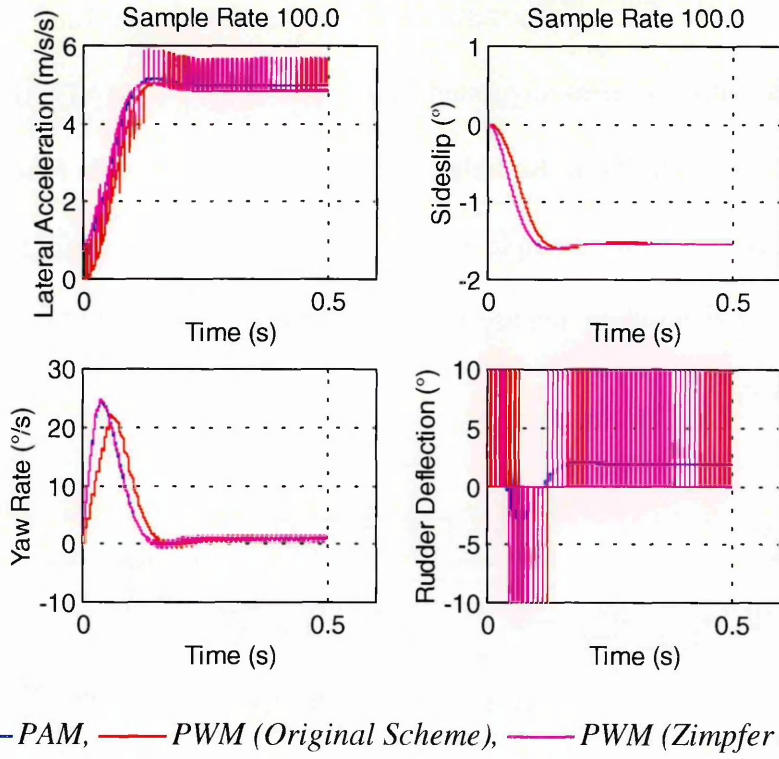 Sample Rate 100.0
Lateral Acceleration (m/s/s)
6
4
2
0
0
0.5
Time (s)
Sample Rate 100.0
Sideslip (°)
1
0
-1
-2
0
0.5
Time (s)
Yaw Rate (°/s)
30
20
10
0
-10
0
0.5
Time (s)
Rudder Deflection (°)
10
5
0
-5
-10
0
0.5
Time (s)
PAM, PWM (Original Scheme), PWM (Zimpfer